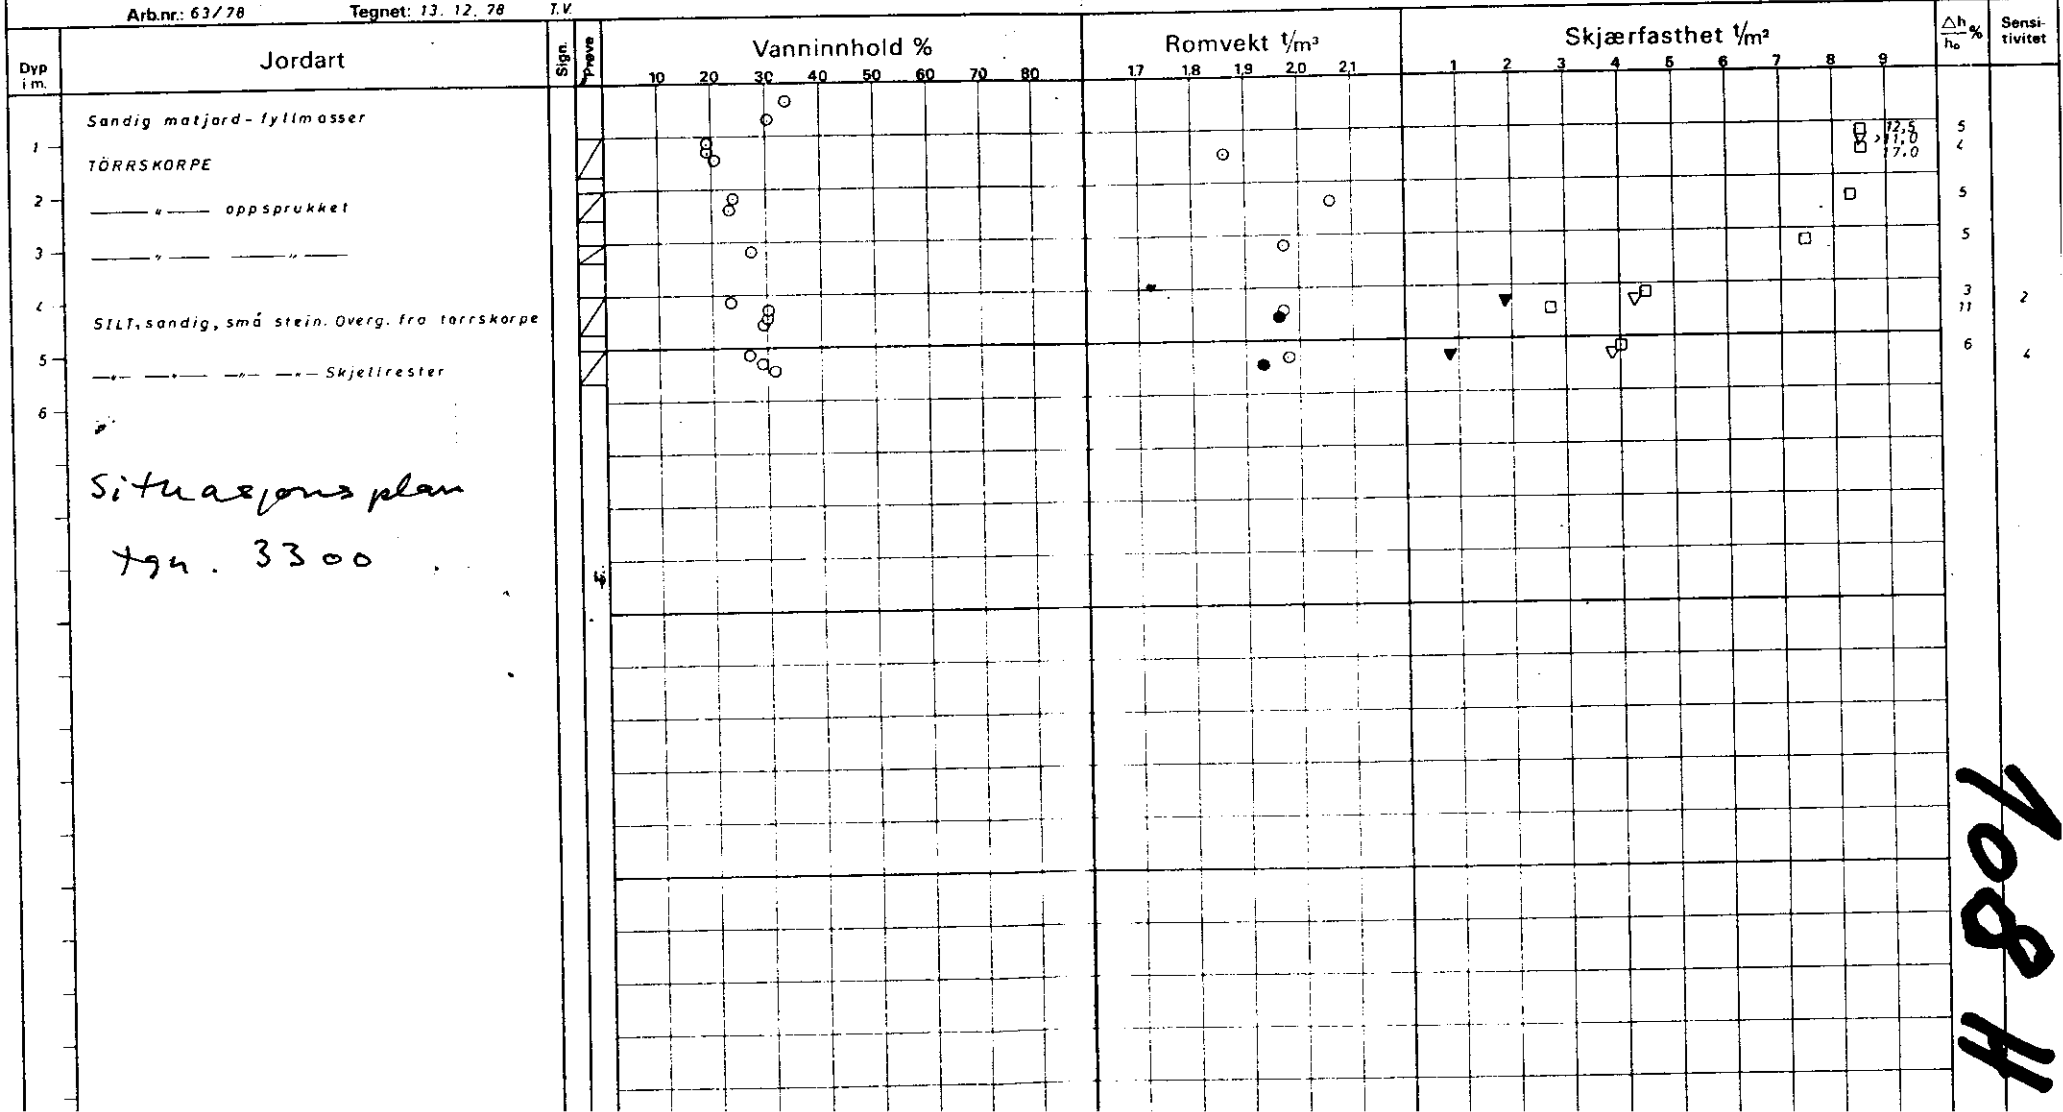 Arb.nr.: 63/78 Tegnet: 13. 12. 78 T.V.
Dyp i m. Jordart Sign. Prøve Vanninnhold % Romvekt t/m³ Skjærfasthet t/m² Δh/h₀ % Sensi-tivitet
10 20 30 40 50 60 70 80 1,7 1,8 1,9 2,0 2,1 1 2 3 4 5 6 7 8 9
Sandig matjord - fyllmasser
12,5 5
1 >11,0 4
17.0
TÖRRSKORPE
2 —— " —— oppsprukket 5
3 —— " —— —— " —— 5
3
4 11 2
SILT, sandig, små stein. Overg. fra tørrskorpe
6
5 4
—"— —"— —"— —"— Skjellrester
6
Situasjonsplan
tgn. 3300
108 H